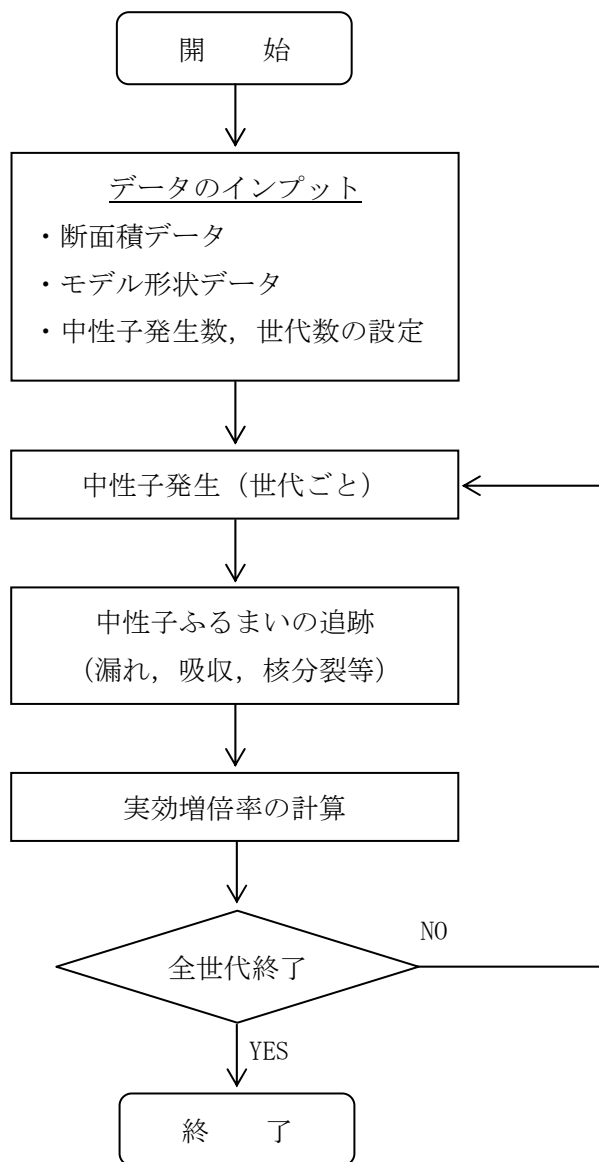 開　　始
データのインプット
・断面積データ
・モデル形状データ
・中性子発生数，世代数の設定
中性子発生（世代ごと）
中性子ふるまいの追跡
（漏れ，吸収，核分裂等）
実効増倍率の計算
全世代終了
NO
YES
終　　了